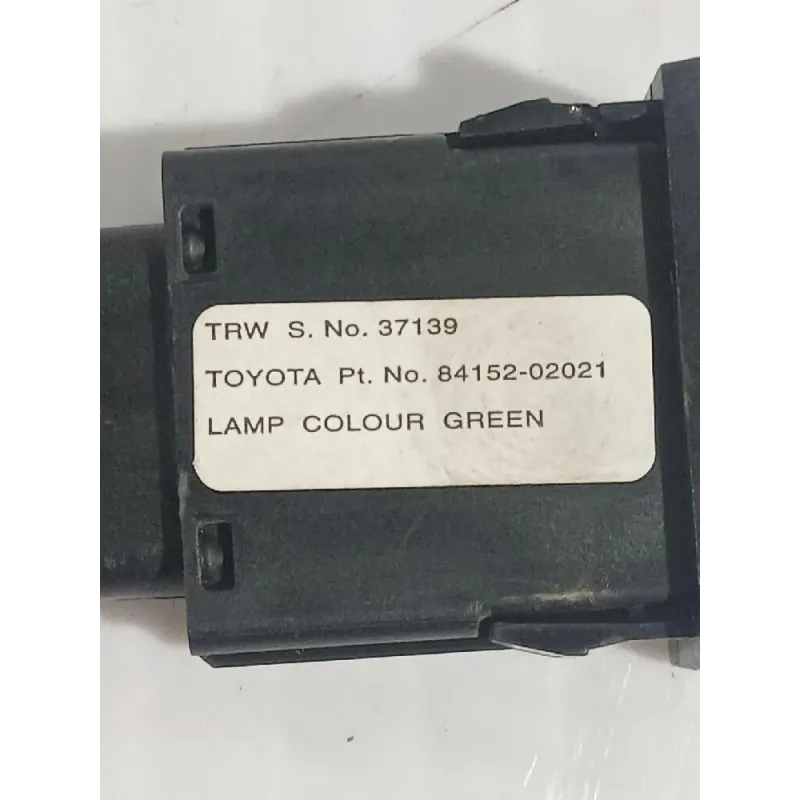 TRW S. No. 37139
TOYOTA Pt. No. 84152-02021
LAMP COLOUR GREEN